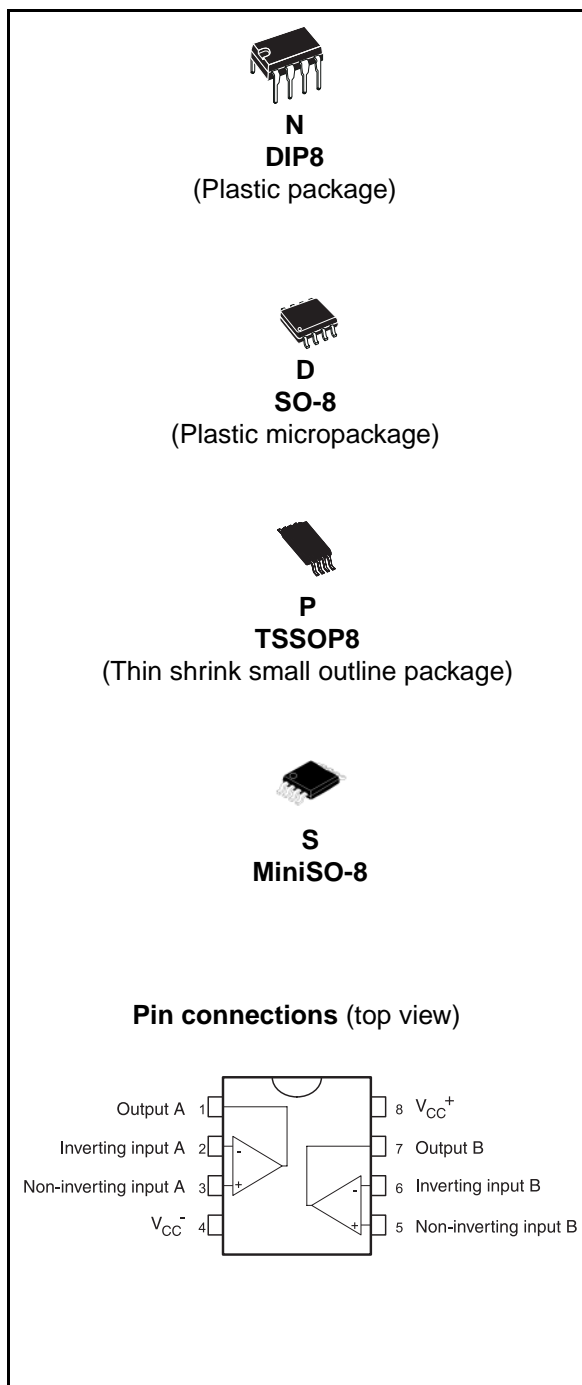 N
DIP8
(Plastic package)
D
SO-8
(Plastic micropackage)
P
TSSOP8
(Thin shrink small outline package)
S
MiniSO-8
Pin connections (top view)
Output A 1
8 VCC+
Inverting input A 2
-
7 Output B
Non-inverting input A 3
+
-
6 Inverting input B
VCC- 4
+
5 Non-inverting input B